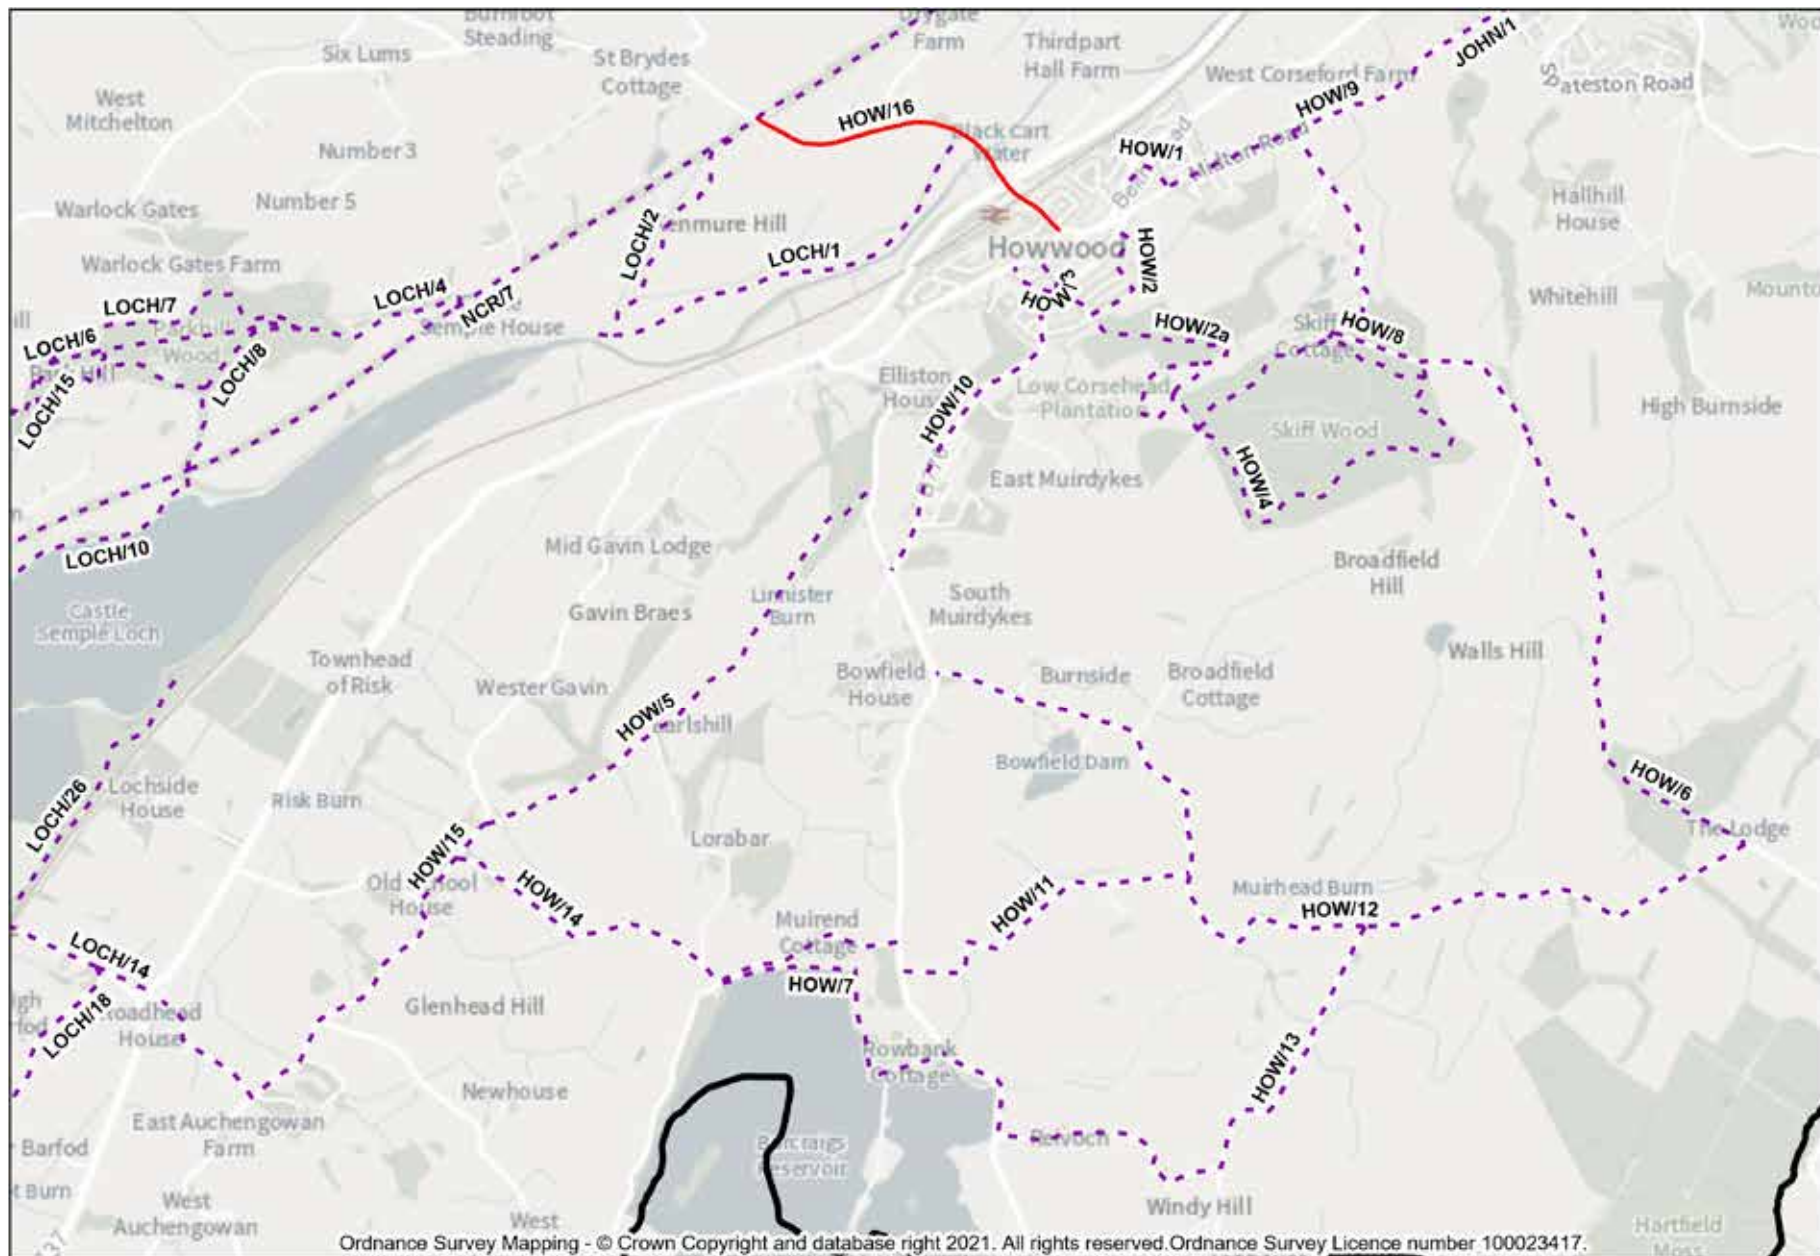 Burnfoot
Steading
Drygate
Farm
Six Lums
St Brydes
Cottage
Thirdpart
Hall Farm
JOHN/1
West Corseford Farm
West
Mitchelton
HOW/9
HOW/16
Black Cart
Water
HOW/1
Midton Road
Number 3
Number 5
Warlock Gates
Hallhill
House
LOCH/2
LOCH/1
Howwood
HOW/2
Warlock Gates Farm
LOCH/4
NCR/7
LOCH/7
HOW/3
Whitehill
LOCH/6
Parkhill
Wood
Semple House
HOW/2a
Skiff
Cottage
HOW/8
LOCH/8
LOCH/15
Elliston
House
HOW/10
Low Corsehead
Plantation
High Burnside
Skiff Wood
East Muirdykes
HOW/4
LOCH/10
Mid Gavin Lodge
Broadfield
Hill
Castle
Semple Loch
Gavin Braes
Linnister
Burn
South
Muirdykes
Walls Hill
Townhead
of Risk
Wester Gavin
Bowfield
House
Burnside
Broadfield
Cottage
HOW/5
Earlshill
Bowfield Dam
Lochside
House
Risk Burn
HOW/6
The Lodge
LOCH/26
Lorabar
HOW/15
Old School
House
HOW/14
HOW/11
Muirhead Burn
HOW/12
Muirend
Cottage
LOCH/14
HOW/7
Glenhead Hill
LOCH/18
Broadhead
House
Rowbank
Cottage
HOW/13
Newhouse
East Auchengowan
Farm
Barcraigs
Reservoir
Reivoch
Barfod
West
Auchengowan
West
Windy Hill
Hartfield
Moss
Ordnance Survey Mapping - © Crown Copyright and database right 2021. All rights reserved.Ordnance Survey Licence number 100023417.